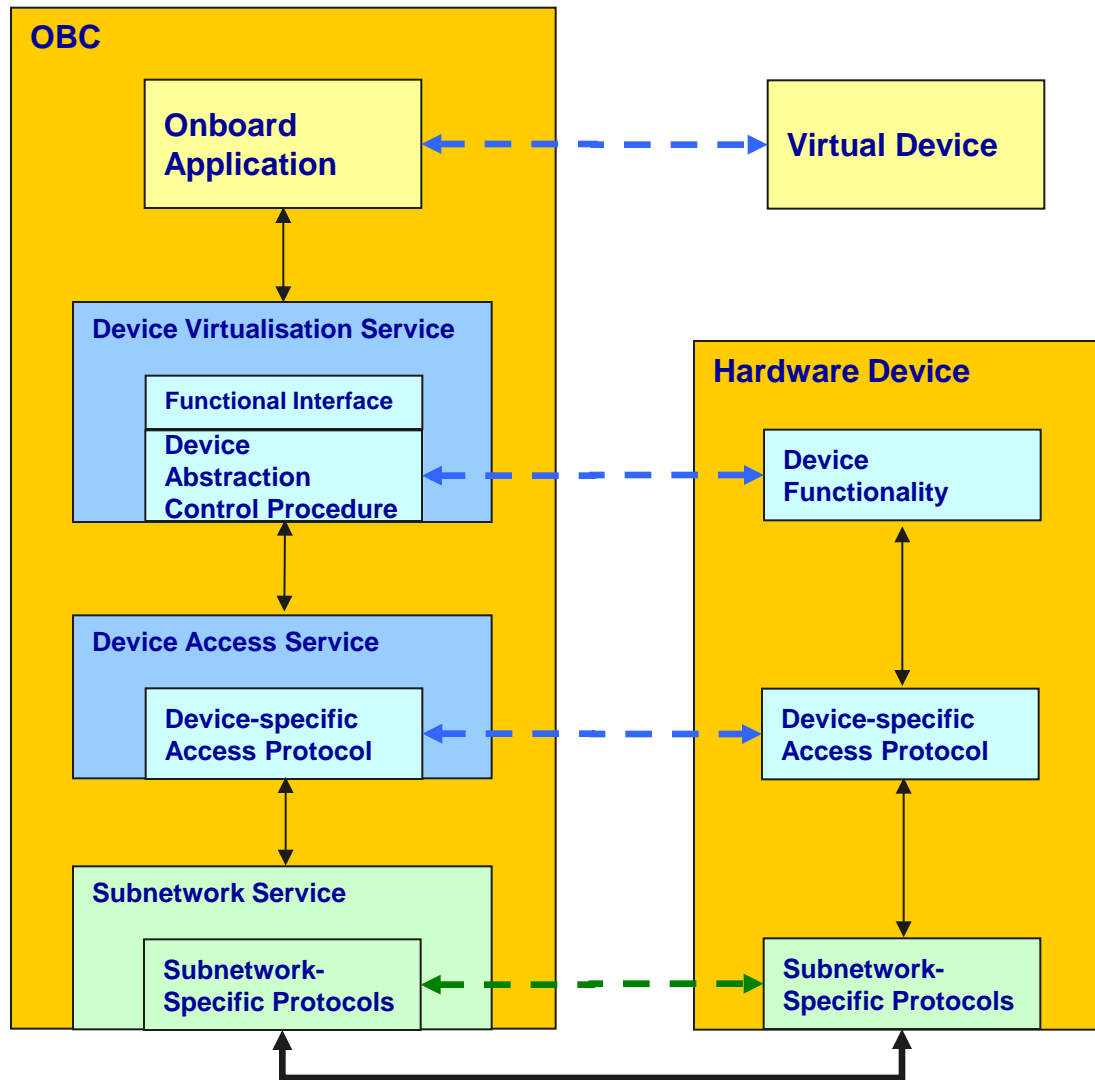 OBC
Onboard
Application
Virtual Device
Device Virtualisation Service
Functional Interface
Device
Abstraction
Control Procedure
Hardware Device
Device
Functionality
Device Access Service
Device-specific
Access Protocol
Device-specific
Access Protocol
Subnetwork Service
Subnetwork-
Specific Protocols
Subnetwork-
Specific Protocols